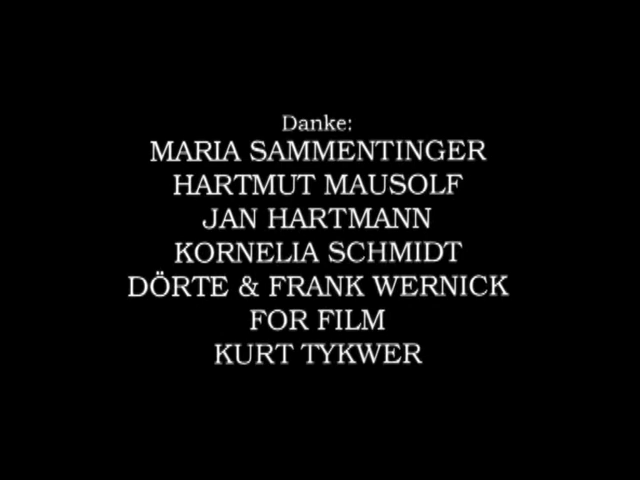 Danke:
MARIA SAMMENTINGER
HARTMUT MAUSOLF
JAN HARTMANN
KORNELIA SCHMIDT
DÖRTE & FRANK WERNICK
FOR FILM
KURT TYKWER